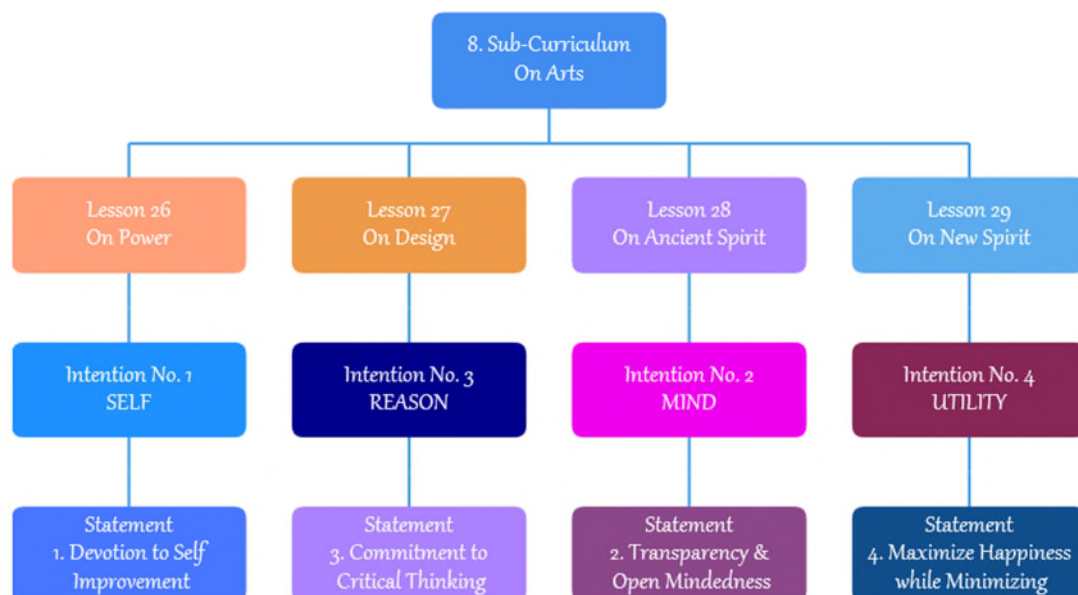 8. Sub-Curriculum
On Arts
Lesson 26
On Power
Lesson 27
On Design
Lesson 28
On Ancient Spirit
Lesson 29
On New Spirit
Intention No. 1
SELF
Intention No. 3
REASON
Intention No. 2
MIND
Intention No. 4
UTILITY
Statement
1. Devotion to Self
Improvement
Statement
3. Commitment to
Critical Thinking
Statement
2. Transparency &
Open Mindedness
Statement
4. Maximize Happiness
while Minimizing